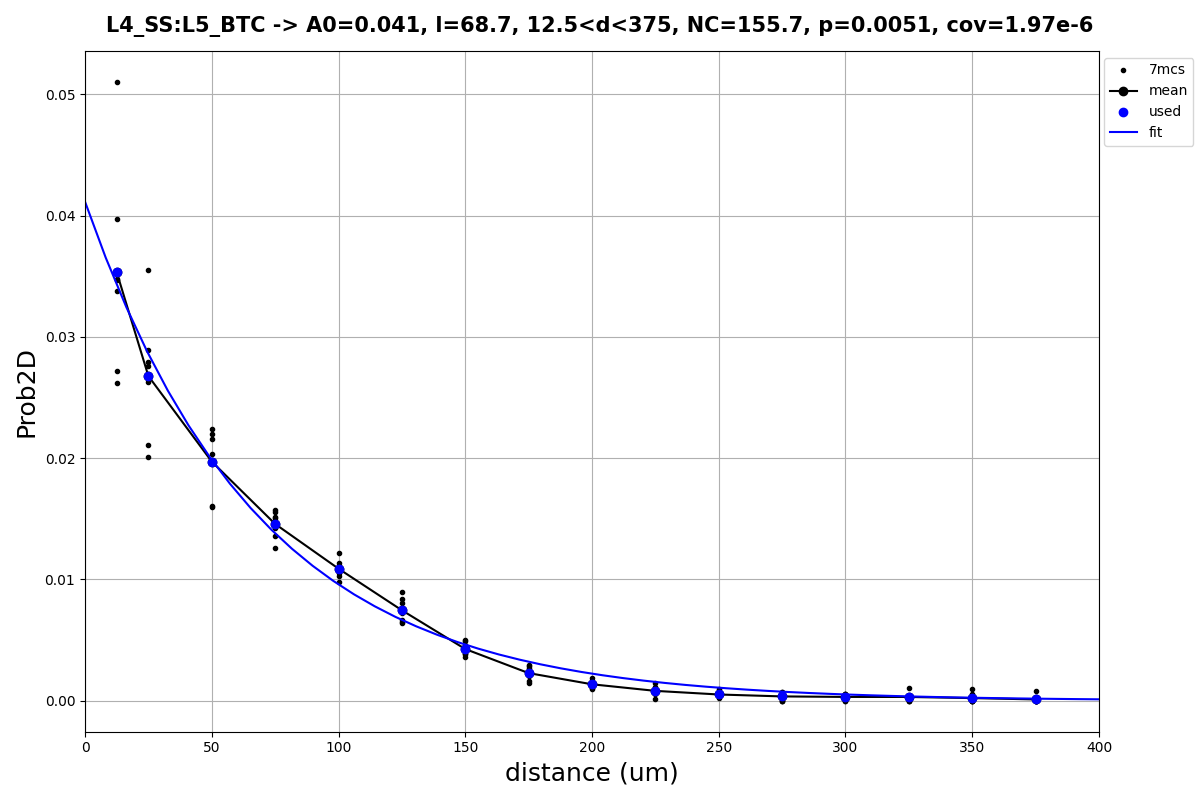 L4_SS:L5_BTC -> A0=0.041, l=68.7, 12.5<d<375, NC=155.7, p=0.0051, cov=1.97e-6
7mcs
mean
used
fit
0.05
0.04
0.03
0.02
0.01
0.00
Prob2D
0 50 100 150 200 250 300 350 400
distance (um)